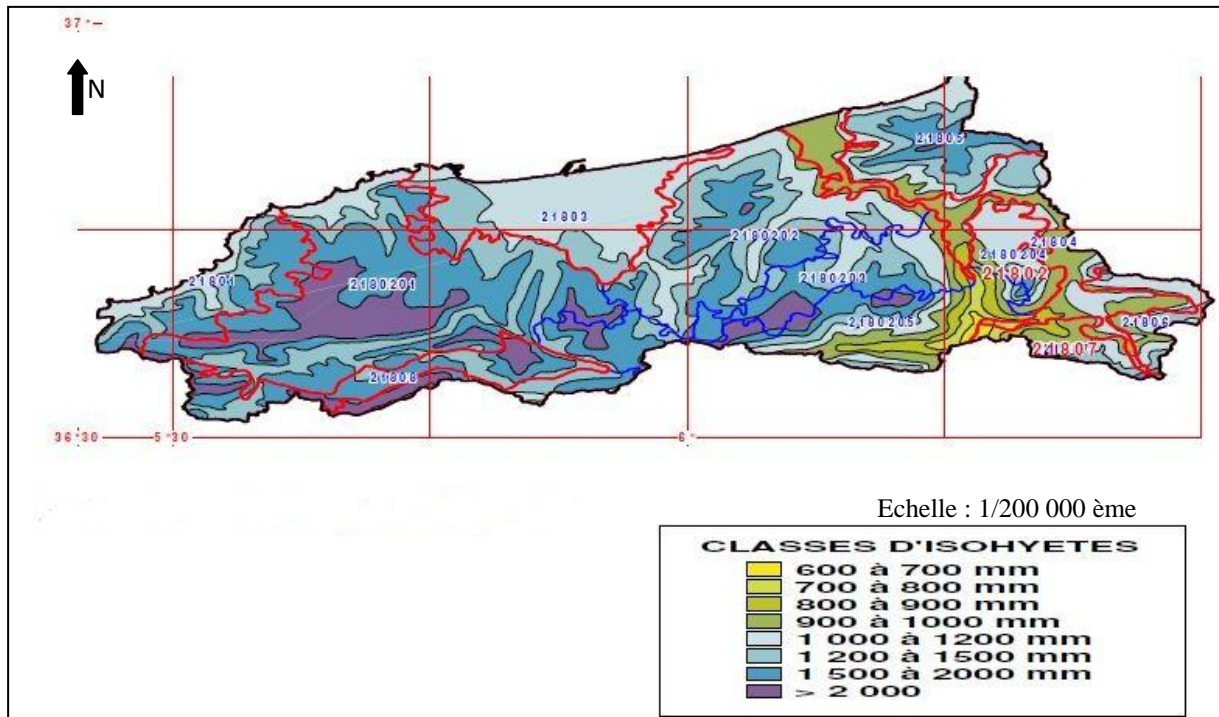 37°
N
21805
21803
2180202
21804
2180204
21802
21801
2180201
2180203
2180205
21806
21807
21808
36°30
5°30
6°
Echelle : 1/200 000 ème
CLASSES D'ISOHYETES
600 à 700 mm
700 à 800 mm
800 à 900 mm
900 à 1000 mm
1 000 à 1200 mm
1 200 à 1500 mm
1 500 à 2000 mm
> 2 000